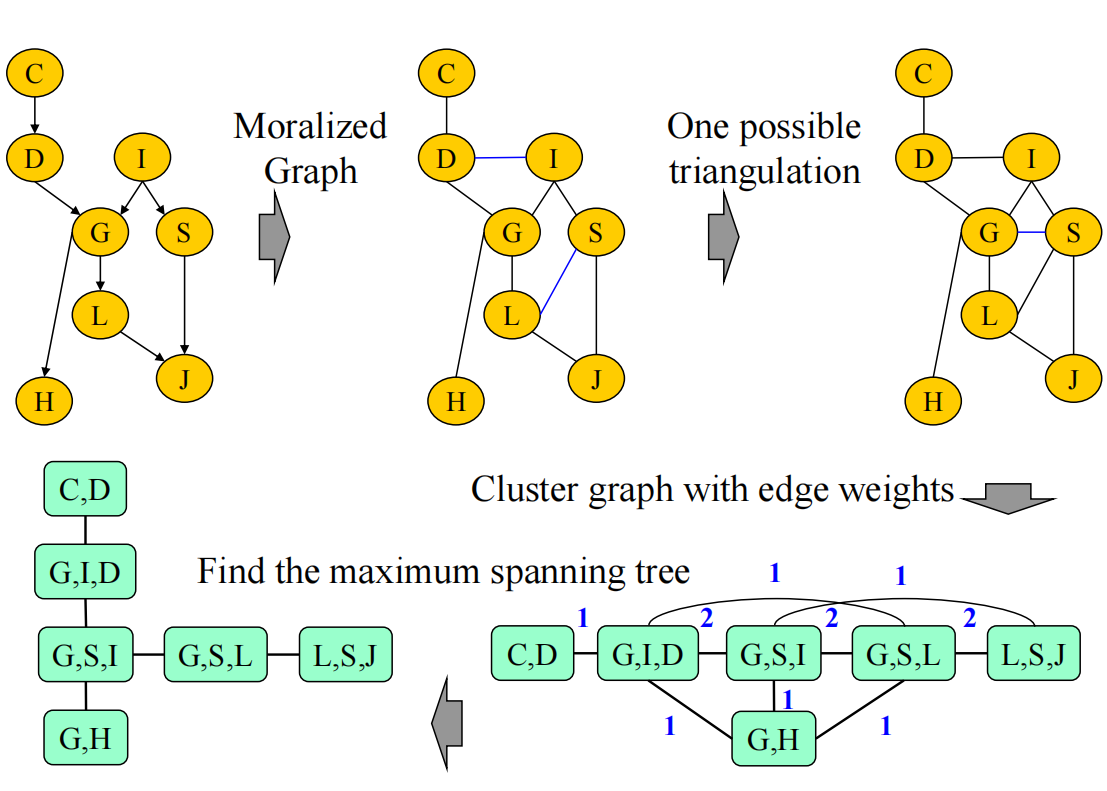 C
D
I
G
S
L
J
H
Moralized
Graph
C
D
I
G
S
L
J
H
One possible
triangulation
C
D
I
G
S
L
J
H
Cluster graph with edge weights
Find the maximum spanning tree
C,D
G,I,D
G,S,I
G,S,L
L,S,J
G,H
1
1
1
2
2
2
C,D
G,I,D
G,S,I
G,S,L
L,S,J
1
1
1
G,H